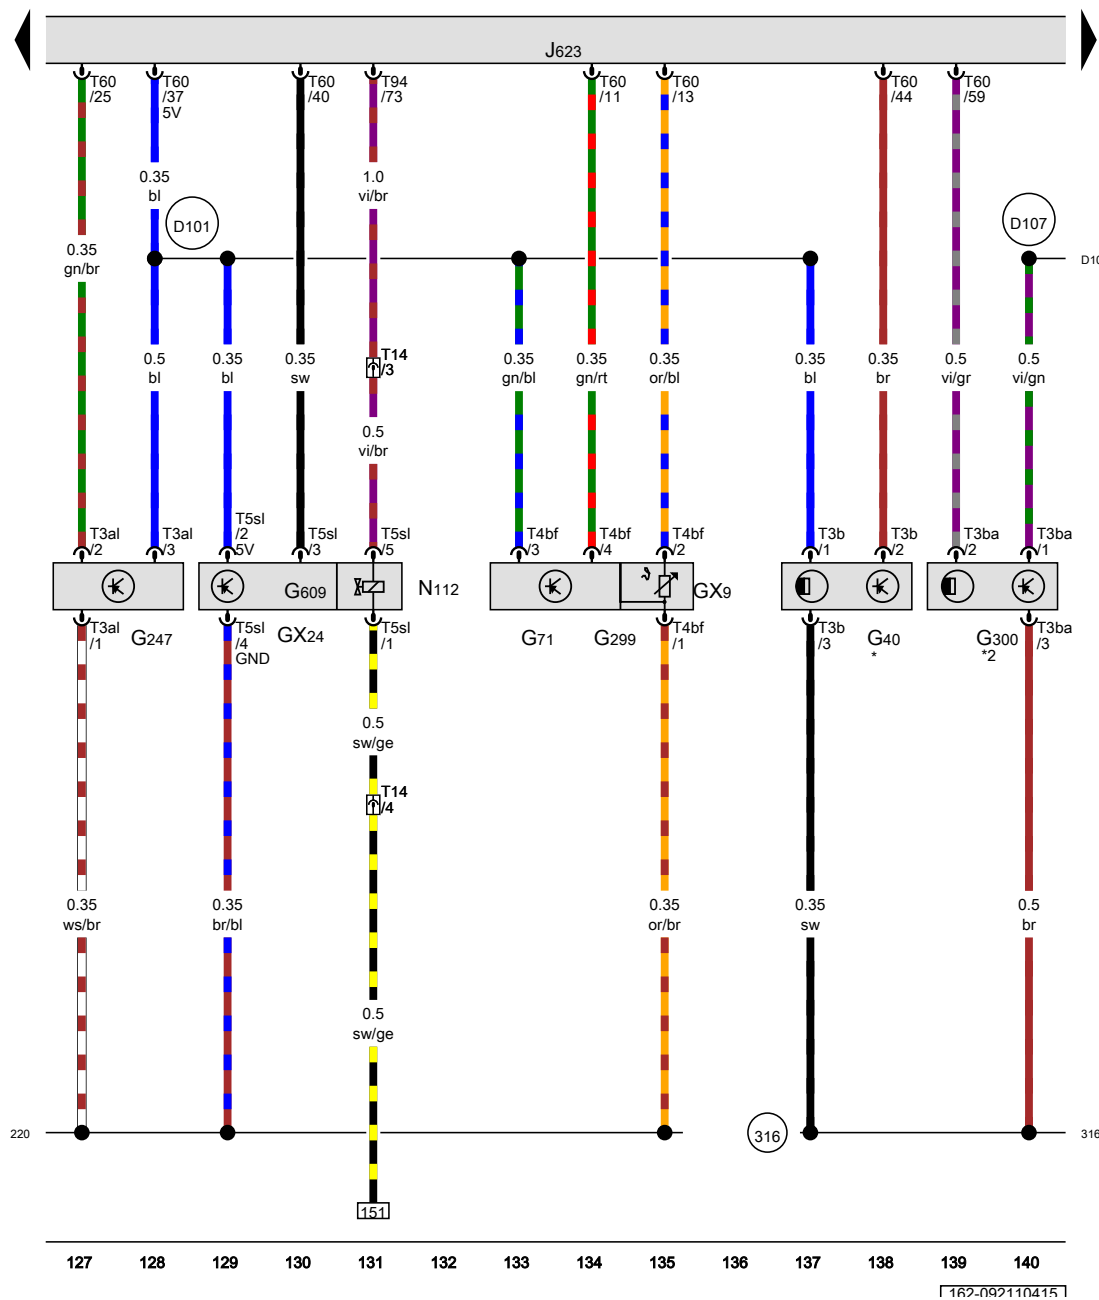 J623
T60
/25
T60
/37
5V
T60
/40
T94
/73
T60
/11
T60
/13
T60
/44
T60
/59
0.35
bl
1.0
vi/br
D101
D107
0.35
gn/br
D10
T14
/3
0.5
bl
0.35
bl
0.35
sw
0.35
gn/bl
0.35
gn/rt
0.35
or/bl
0.35
bl
0.35
br
0.5
vi/gr
0.5
vi/gn
0.5
vi/br
T3al
/2
T3al
/3
T5sl
/2
5V
T5sl
/3
T5sl
/5
T4bf
/3
T4bf
/4
T4bf
/2
T3b
/1
T3b
/2
T3ba
/2
T3ba
/1
G609
N112
GX9
T3al
/1
G247
T5sl
/4
GND
GX24
T5sl
/1
G71
G299
T4bf
/1
T3b
/3
G40
*
G300
*2
T3ba
/3
0.5
sw/ge
T14
/4
0.35
ws/br
0.35
br/bl
0.35
or/br
0.35
sw
0.5
br
0.5
sw/ge
220
316
316
151
127 128 129 130 131 132 133 134 135 136 137 138 139 140
162-092110415